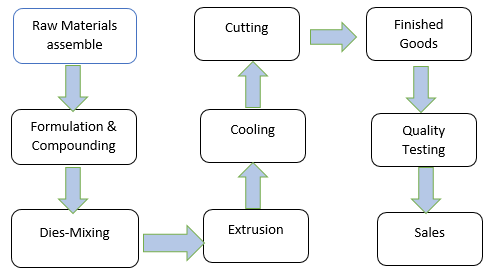 Raw Materials
assemble
Formulation &
Compounding
Dies-Mixing
Extrusion
Cooling
Cutting
Finished
Goods
Quality
Testing
Sales